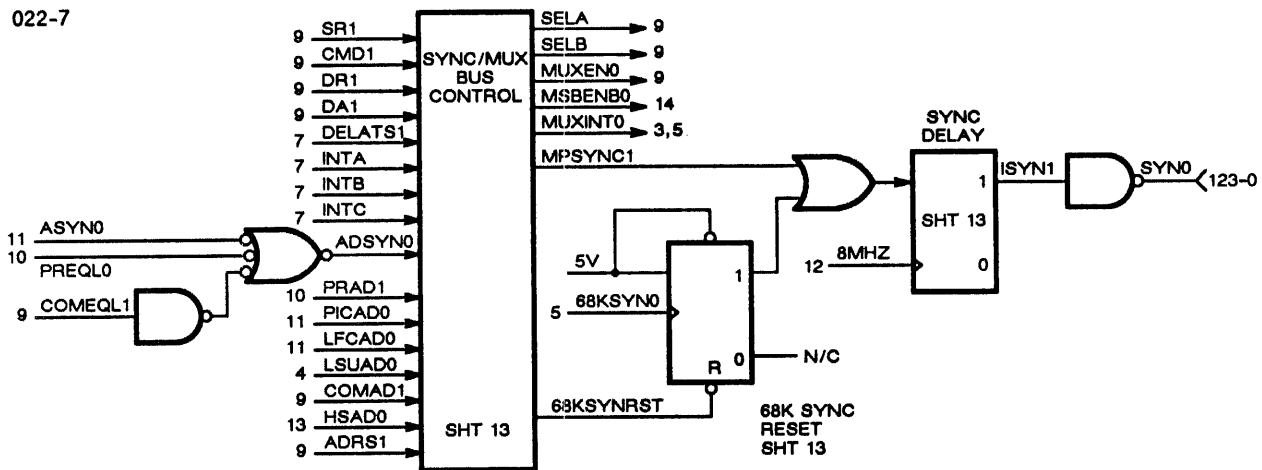 022-7
9 SR1
9 CMD1
9 DR1
9 DA1
7 DELATS1
7 INTA
7 INTB
7 INTC
11 ASYN0
10
PREQL0
9 COMEQL1
ADSYN0
10 PRAD1
11 PICAD0
11 LFCAD0
4 LSUAD0
9 COMAD1
13 HSAD0
9 ADRS1
SYNC/MUX
BUS
CONTROL
SHT 13
SELA 9
SELB 9
MUXEN0 9
MSBENB0 14
MUXINT0 3,5
MPSYNC1
5V
5 68KSYN0
1
0
R
N/C
68KSYNRST
68K SYNC
RESET
SHT 13
SYNC
DELAY
1
SHT 13
0
12 8MHZ
ISYN1
SYN0
123-0